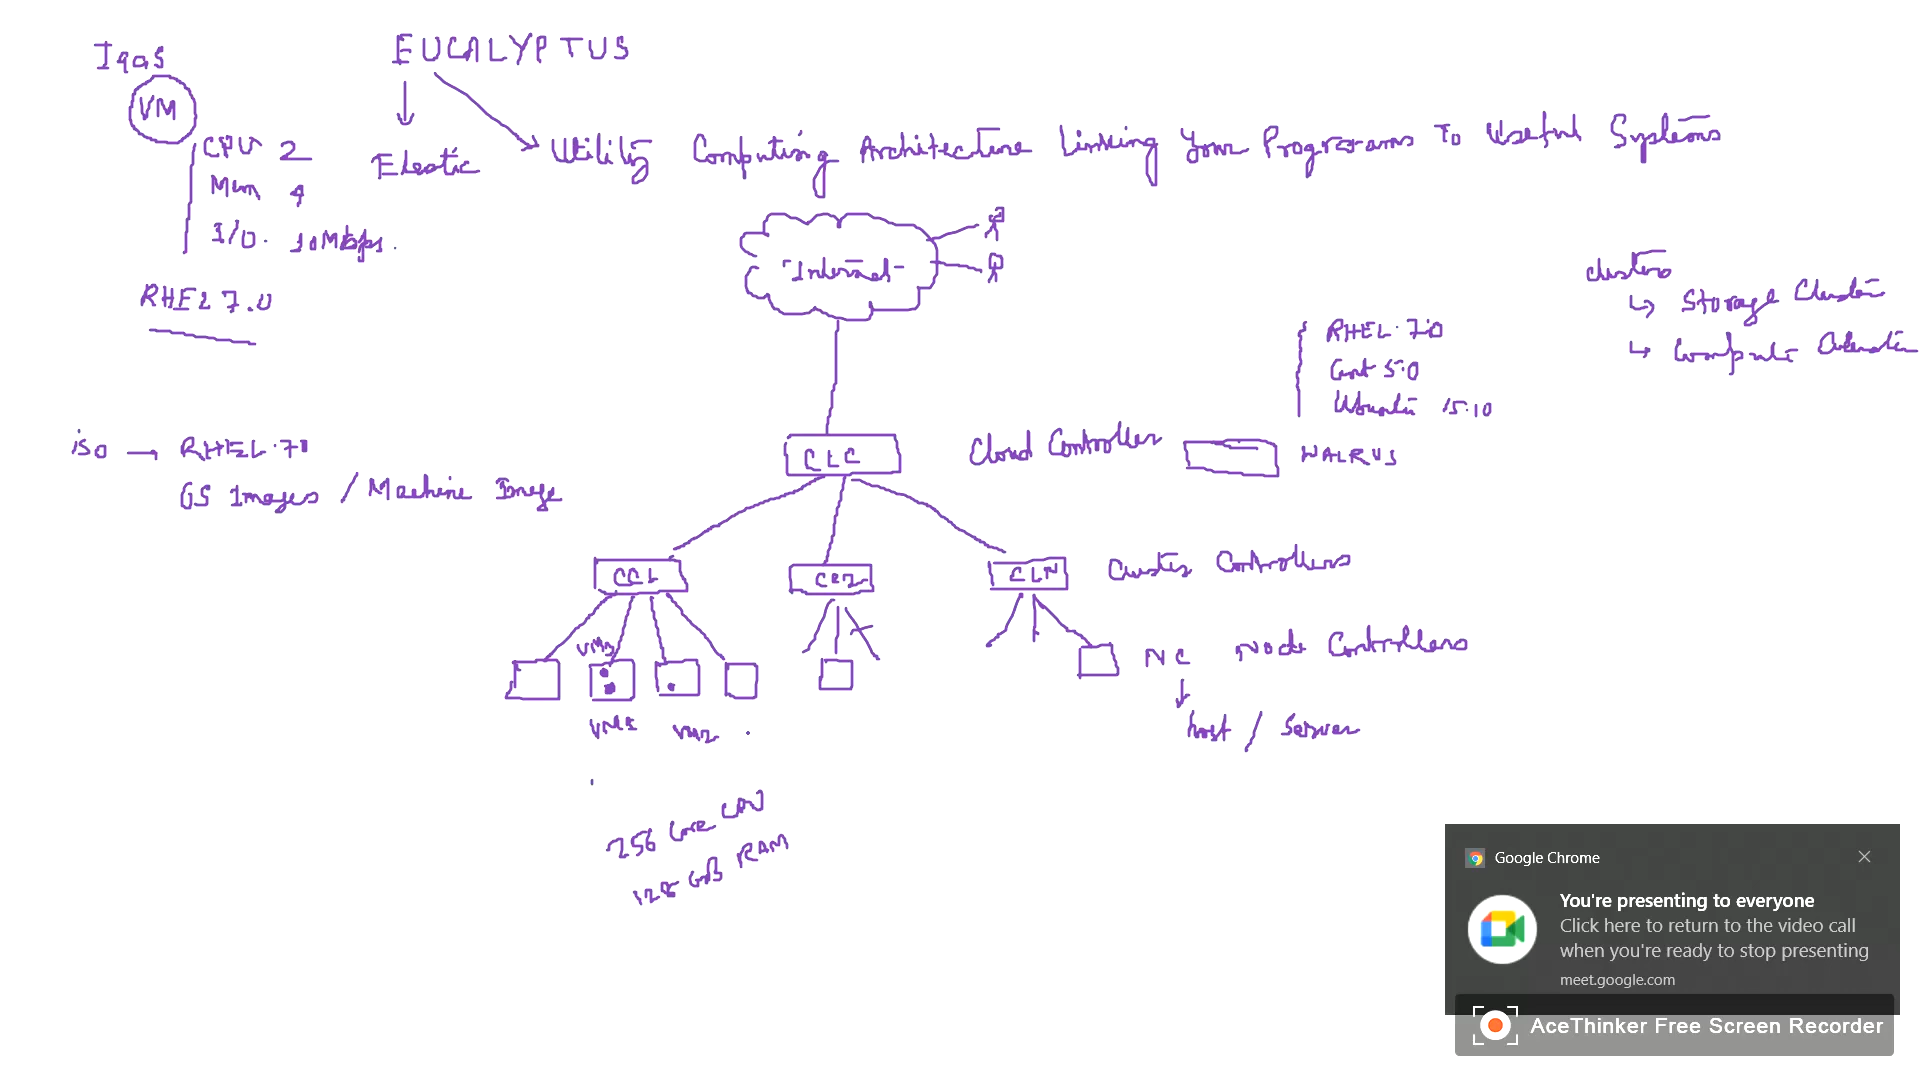 Iaas
EUCALYPTUS
VM
CPU 2
Mem 4
I/O. 10Mbps.
RHEL 7.0
Elastic
Utility Computing Architecture Linking Your Programs To Useful Systems
Internet
Clusters
Storage Cluster
Compute Cluster
RHEL 7.0
Cent 5.0
Ubuntu 15.10
iso → RHEL 7.0
OS Images / Machine Image
CLC
Cloud Controller
WALRUS
CC1
CC2
CLN
Cluster Controllers
VM3
NC Node Controllers
VM1
VM2
host / Server
256 Core CPU
128 GB RAM
Google Chrome
You're presenting to everyone
Click here to return to the video call
when you're ready to stop presenting
meet.google.com
AceThinker Free Screen Recorder